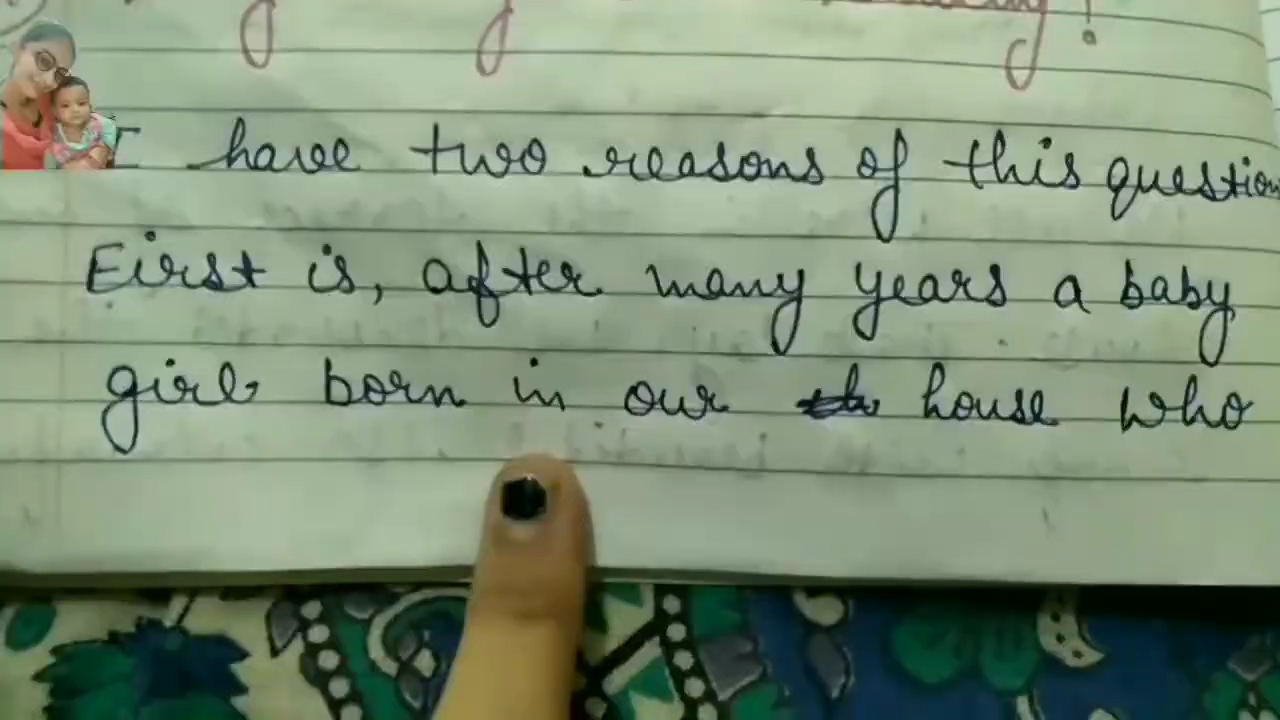 I have two reasons of this question
First is, after many years a baby
girl born in our house who